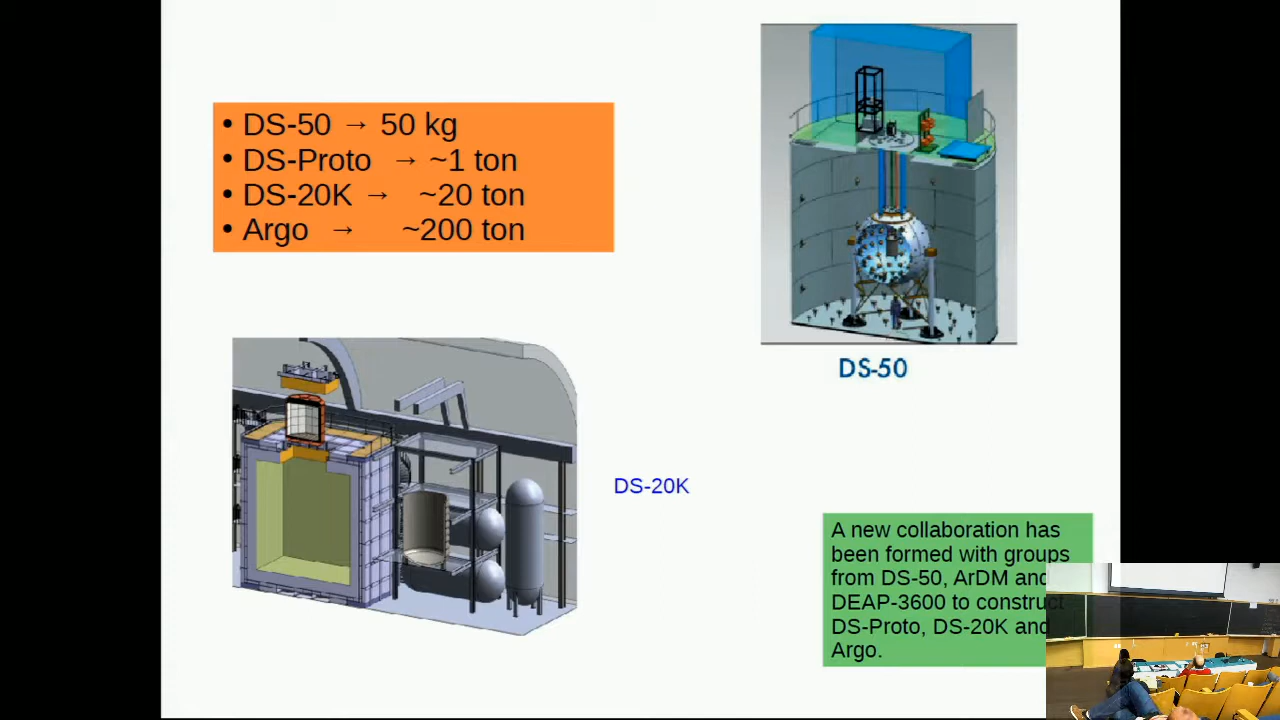 • DS-50 → 50 kg
• DS-Proto → ~1 ton
• DS-20K → ~20 ton
• Argo → ~200 ton
DS-50
DS-20K
A new collaboration has
been formed with groups
from DS-50, ArDM and
DEAP-3600 to construct
DS-Proto, DS-20K and
Argo.